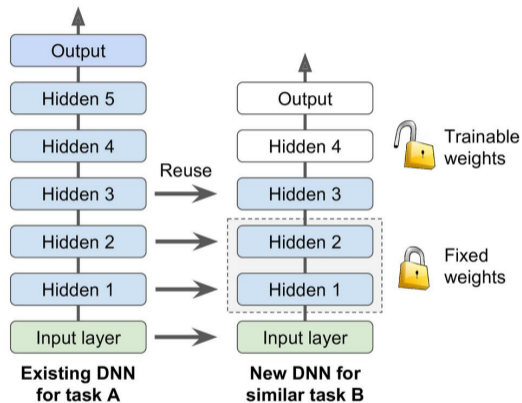 Output
Hidden 5
Hidden 4
Hidden 3
Hidden 2
Hidden 1
Input layer
Existing DNN
for task A
Reuse
Output
Hidden 4
Hidden 3
Hidden 2
Hidden 1
Input layer
New DNN for
similar task B
Trainable
weights
Fixed
weights